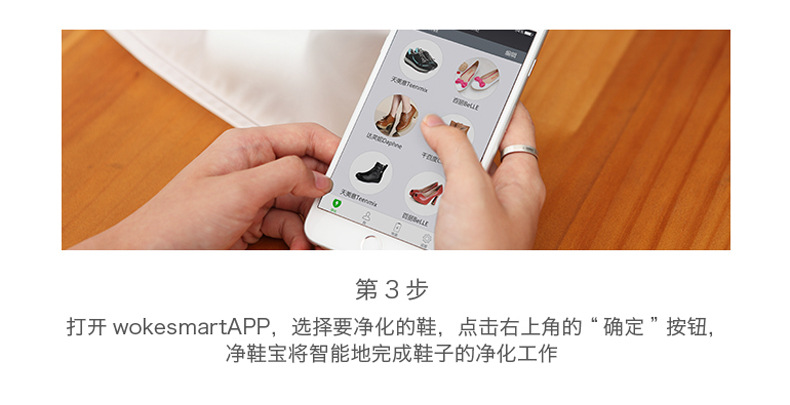 天美意Teenmix
百丽BeLLE
达芙妮Daphne
千百度C
天美意Teenmix
百丽BeLLE
第 3 步
打开 wokesmartAPP，选择要净化的鞋，点击右上角的 “ 确定 ” 按钮，
净鞋宝将智能地完成鞋子的净化工作